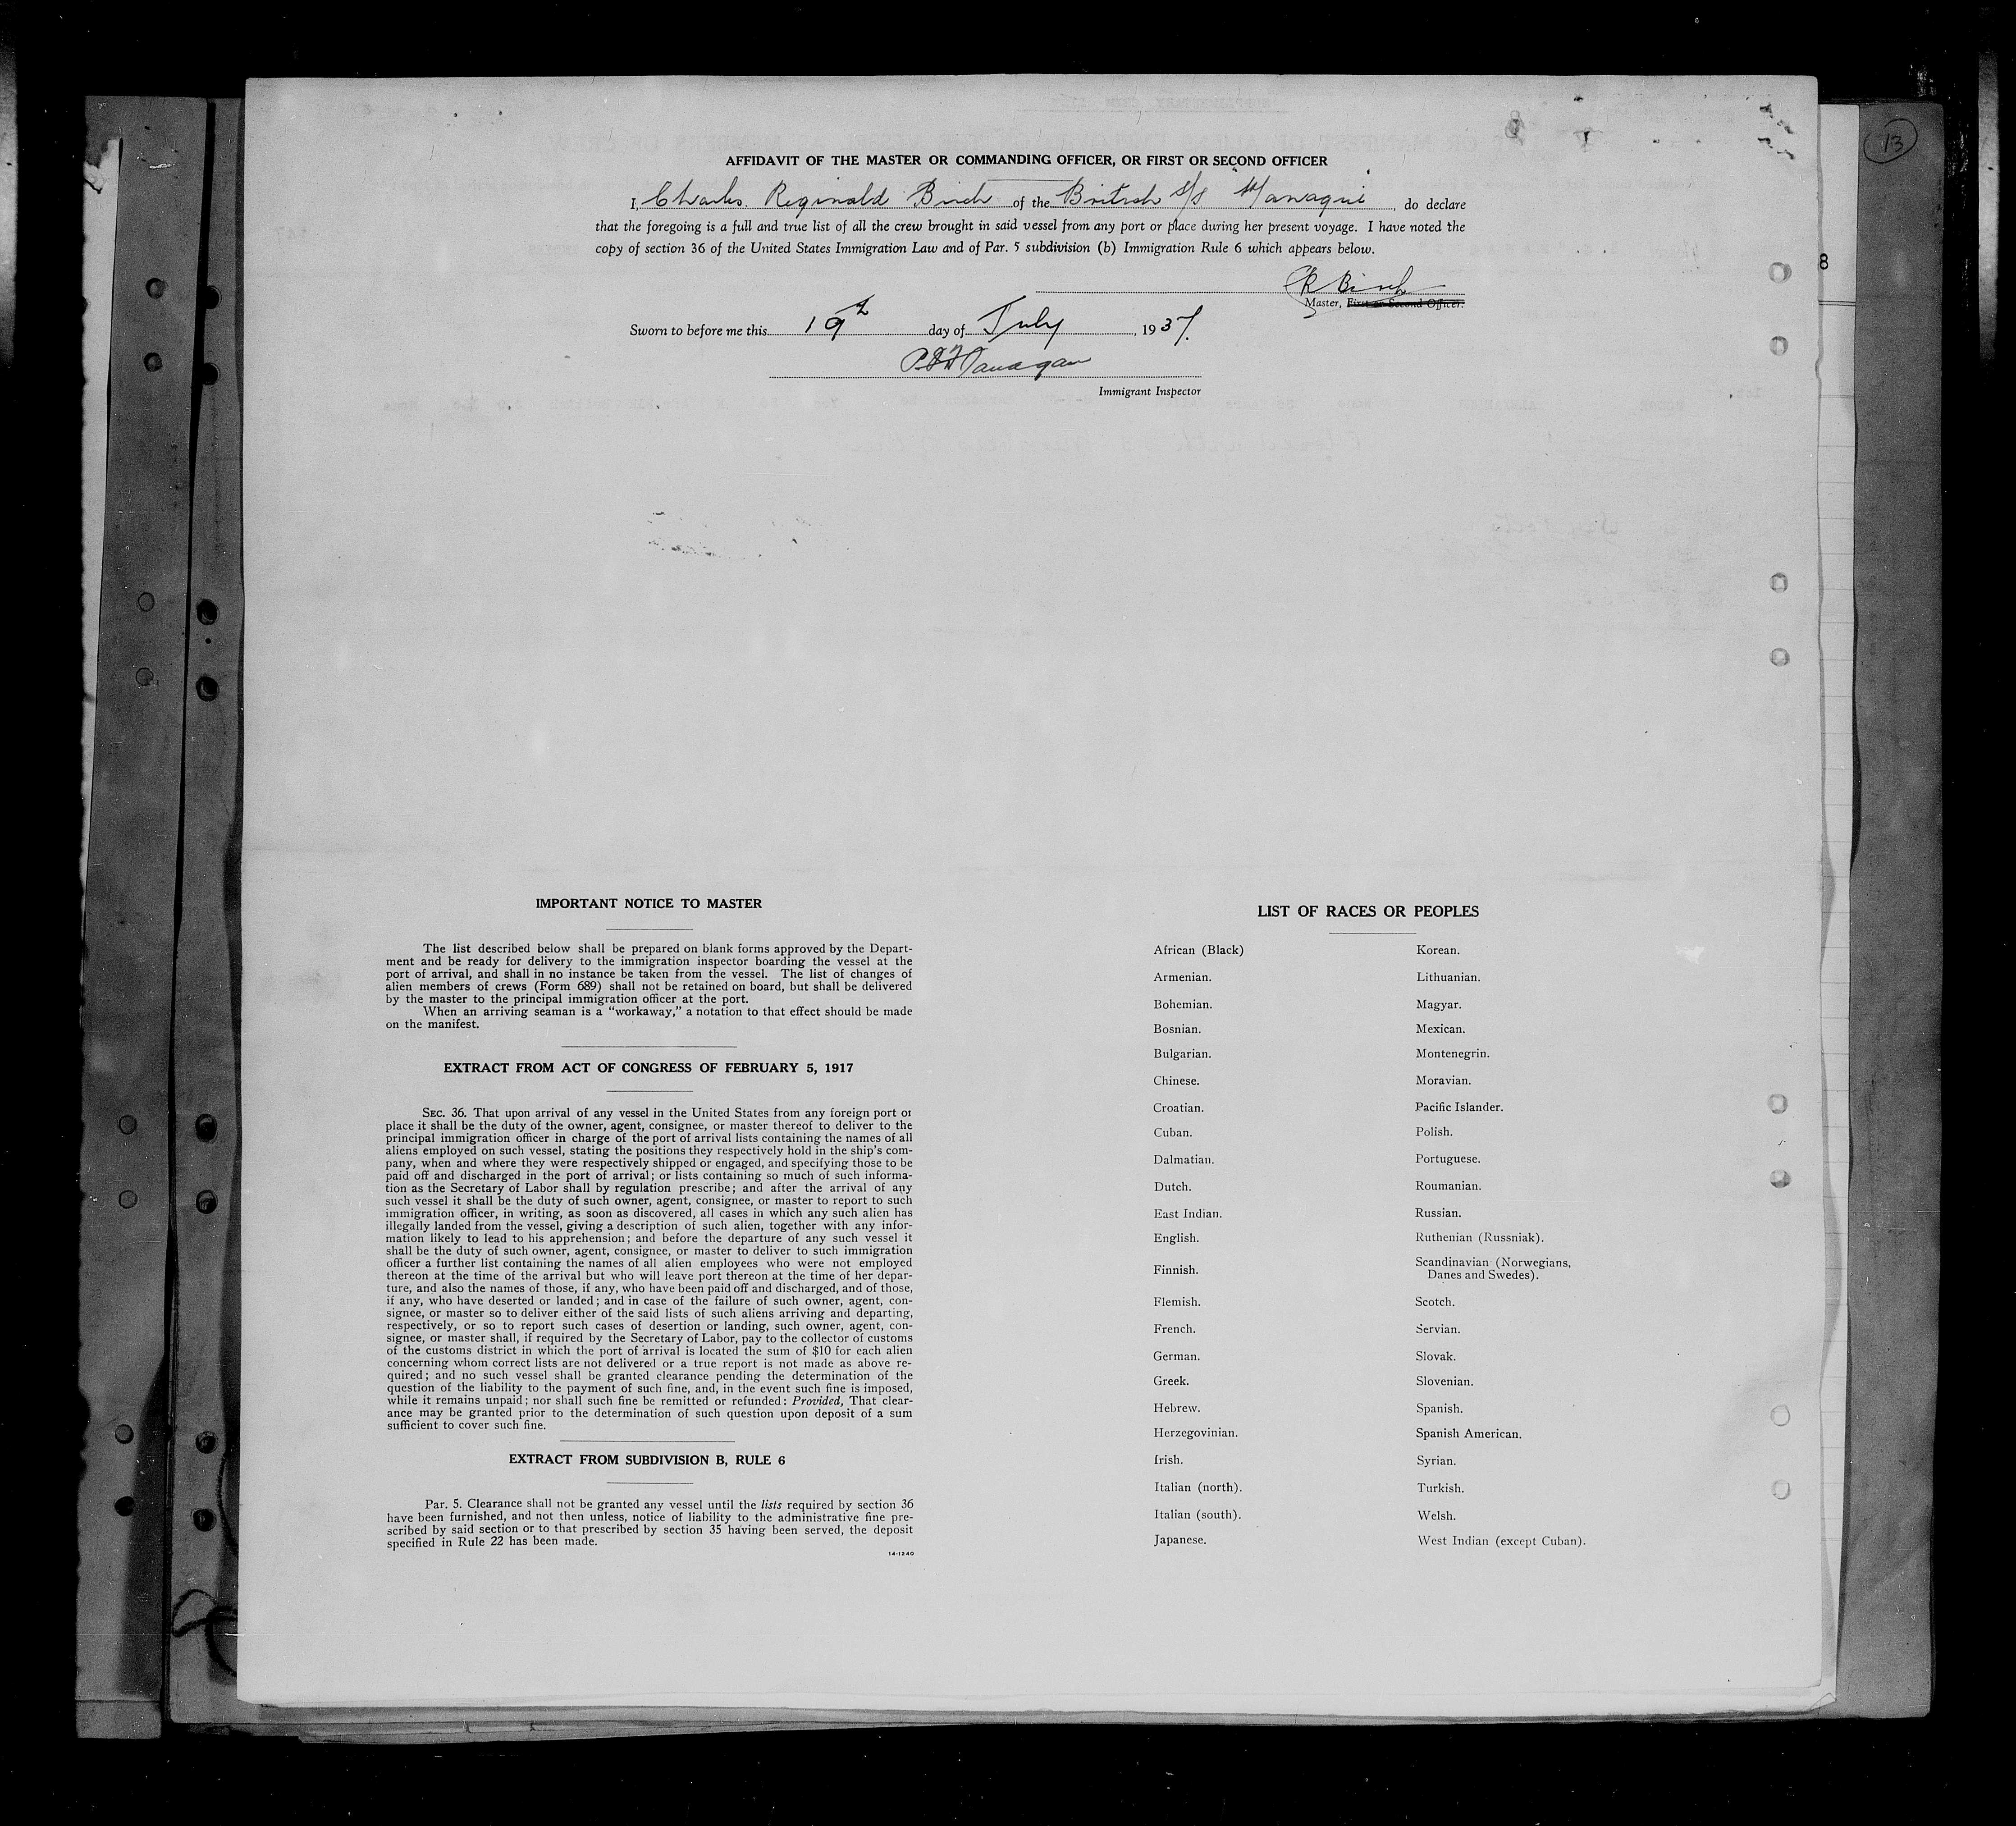 13
8
AFFIDAVIT OF THE MASTER OR COMMANDING OFFICER, OR FIRST OR SECOND OFFICER
I, Charles Reginald Birch of the British s/s "Managui", do declare
that the foregoing is a full and true list of all the crew brought in said vessel from any port or place during her present voyage. I have noted the
copy of section 36 of the United States Immigration Law and of Par. 5 subdivision (b) Immigration Rule 6 which appears below.
CR Birch
Master, First or Second Officer.
Sworn to before me this 19th day of July, 1937.
Immigrant Inspector
IMPORTANT NOTICE TO MASTER
The list described below shall be prepared on blank forms approved by the Depart-
ment and be ready for delivery to the immigration inspector boarding the vessel at the
port of arrival, and shall in no instance be taken from the vessel. The list of changes of
alien members of crews (Form 689) shall not be retained on board, but shall be delivered
by the master to the principal immigration officer at the port.
When an arriving seaman is a "workaway," a notation to that effect should be made
on the manifest.
EXTRACT FROM ACT OF CONGRESS OF FEBRUARY 5, 1917
SEC. 36. That upon arrival of any vessel in the United States from any foreign port or
place it shall be the duty of the owner, agent, consignee, or master thereof to deliver to the
principal immigration officer in charge of the port of arrival lists containing the names of all
aliens employed on such vessel, stating the positions they respectively hold in the ship's com-
pany, when and where they were respectively shipped or engaged, and specifying those to be
paid off and discharged in the port of arrival; or lists containing so much of such informa-
tion as the Secretary of Labor shall by regulation prescribe; and after the arrival of any
such vessel it shall be the duty of such owner, agent, consignee, or master to report to such
immigration officer, in writing, as soon as discovered, all cases in which any such alien has
illegally landed from the vessel, giving a description of such alien, together with any infor-
mation likely to lead to his apprehension; and before the departure of any such vessel it
shall be the duty of such owner, agent, consignee, or master to deliver to such immigration
officer a further list containing the names of all alien employees who were not employed
thereon at the time of the arrival but who will leave port thereon at the time of her depar-
ture, and also the names of those, if any, who have been paid off and discharged, and of those,
if any, who have deserted or landed; and in case of the failure of such owner, agent, con-
signee, or master so to deliver either of the said lists of such aliens arriving and departing,
respectively, or so to report such cases of desertion or landing, such owner, agent, con-
signee, or master shall, if required by the Secretary of Labor, pay to the collector of customs
of the customs district in which the port of arrival is located the sum of $10 for each alien
concerning whom correct lists are not delivered or a true report is not made as above re-
quired; and no such vessel shall be granted clearance pending the determination of the
question of the liability to the payment of such fine, and, in the event such fine is imposed,
while it remains unpaid; nor shall such fine be remitted or refunded: Provided, That clear-
ance may be granted prior to the determination of such question upon deposit of a sum
sufficient to cover such fine.
EXTRACT FROM SUBDIVISION B, RULE 6
Par. 5. Clearance shall not be granted any vessel until the lists required by section 36
have been furnished, and not then unless, notice of liability to the administrative fine pre-
scribed by said section or to that prescribed by section 35 having been served, the deposit
specified in Rule 22 has been made.
14-1240
LIST OF RACES OR PEOPLES
African (Black)
Armenian.
Bohemian.
Bosnian.
Bulgarian.
Chinese.
Croatian.
Cuban.
Dalmatian.
Dutch.
East Indian.
English.
Finnish.
Flemish.
French.
German.
Greek.
Hebrew.
Herzegovinian.
Irish.
Italian (north).
Italian (south).
Japanese.
Korean.
Lithuanian.
Magyar.
Mexican.
Montenegrin.
Moravian.
Pacific Islander.
Polish.
Portuguese.
Roumanian.
Russian.
Ruthenian (Russniak).
Scandinavian (Norwegians,
Danes and Swedes).
Scotch.
Servian.
Slovak.
Slovenian.
Spanish.
Spanish American.
Syrian.
Turkish.
Welsh.
West Indian (except Cuban).